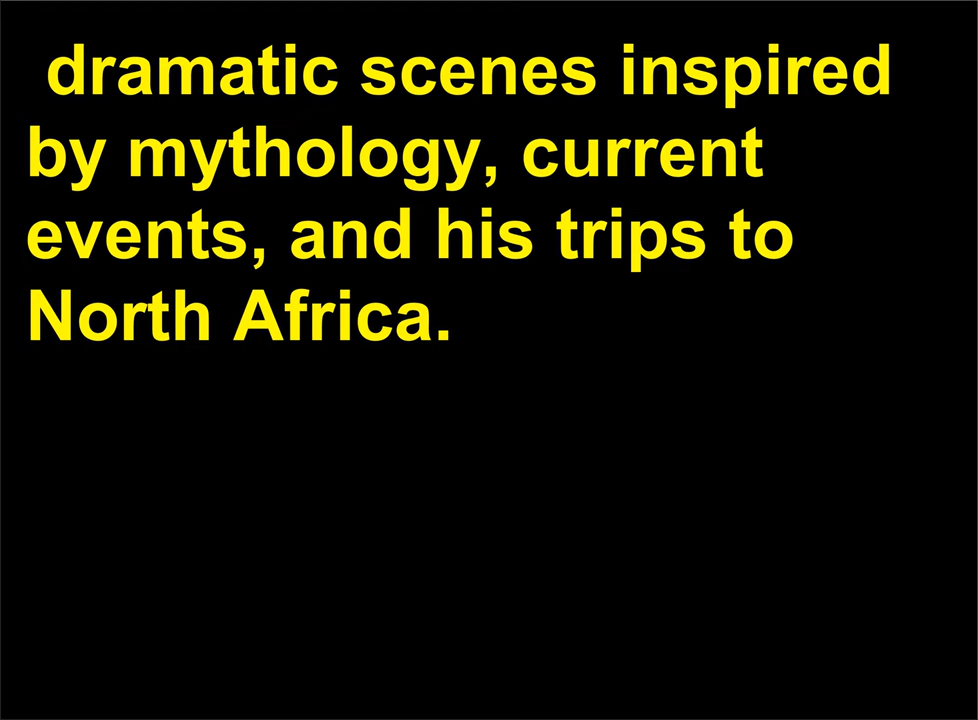 dramatic scenes inspired
by mythology, current
events, and his trips to
North Africa.